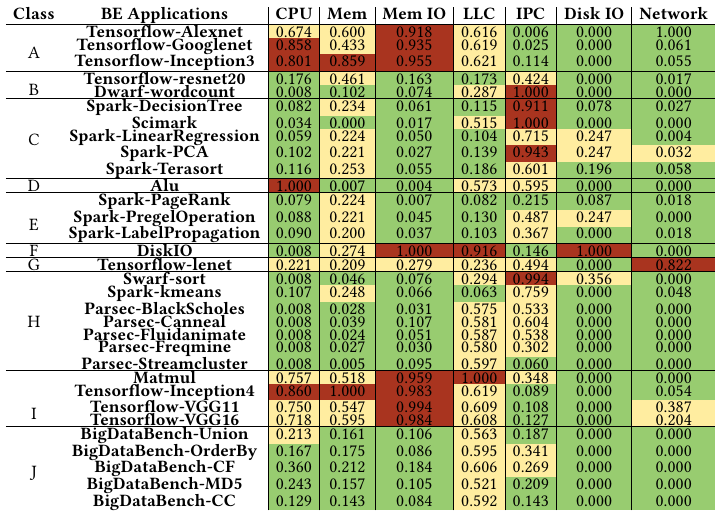 Class BE Applications CPU Mem Mem IO LLC IPC Disk IO Network
Tensorflow-Alexnet 0.674 0.600 0.918 0.616 0.006 0.000 1.000
A Tensorflow-Googlenet 0.858 0.433 0.935 0.619 0.025 0.000 0.061
Tensorflow-Inception3 0.801 0.859 0.955 0.621 0.114 0.000 0.055
Tensorflow-resnet20 0.176 0.461 0.163 0.173 0.424 0.000 0.017
B Dwarf-wordcount 0.008 0.102 0.074 0.287 1.000 0.000 0.000
Spark-DecisionTree 0.082 0.234 0.061 0.115 0.911 0.078 0.027
Scimark 0.034 0.000 0.017 0.515 1.000 0.000 0.000
C Spark-LinearRegression 0.059 0.224 0.050 0.104 0.715 0.247 0.004
Spark-PCA 0.102 0.221 0.027 0.139 0.943 0.247 0.032
Spark-Terasort 0.116 0.253 0.055 0.186 0.601 0.196 0.058
D Alu 1.000 0.007 0.004 0.573 0.595 0.000 0.000
Spark-PageRank 0.079 0.224 0.007 0.082 0.215 0.087 0.018
E Spark-PregelOperation 0.088 0.221 0.045 0.130 0.487 0.247 0.000
Spark-LabelPropagation 0.090 0.200 0.037 0.103 0.367 0.000 0.018
F DiskIO 0.008 0.274 1.000 0.916 0.146 1.000 0.000
G Tensorflow-lenet 0.221 0.209 0.279 0.236 0.494 0.000 0.822
Swarf-sort 0.008 0.046 0.076 0.294 0.994 0.356 0.000
Spark-kmeans 0.107 0.248 0.066 0.063 0.759 0.000 0.048
Parsec-BlackScholes 0.008 0.028 0.031 0.575 0.533 0.000 0.000
H Parsec-Canneal 0.008 0.039 0.107 0.581 0.604 0.000 0.000
Parsec-Fluidanimate 0.008 0.024 0.051 0.587 0.538 0.000 0.000
Parsec-Freqmine 0.008 0.027 0.030 0.580 0.302 0.000 0.000
Parsec-Streamcluster 0.008 0.005 0.095 0.597 0.060 0.000 0.000
Matmul 0.757 0.518 0.959 1.000 0.348 0.000 0.000
Tensorflow-Inception4 0.860 1.000 0.983 0.619 0.089 0.000 0.054
I Tensorflow-VGG11 0.750 0.547 0.994 0.609 0.108 0.000 0.387
Tensorflow-VGG16 0.718 0.595 0.984 0.608 0.127 0.000 0.204
BigDataBench-Union 0.213 0.161 0.106 0.563 0.187 0.000 0.000
BigDataBench-OrderBy 0.167 0.175 0.086 0.595 0.341 0.000 0.000
J BigDataBench-CF 0.360 0.212 0.184 0.606 0.269 0.000 0.000
BigDataBench-MD5 0.243 0.157 0.105 0.521 0.209 0.000 0.000
BigDataBench-CC 0.129 0.143 0.084 0.592 0.143 0.000 0.000